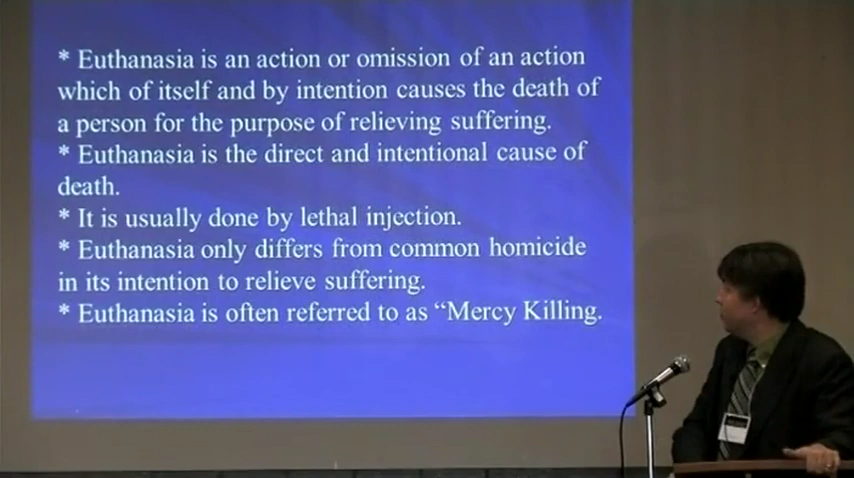 * Euthanasia is an action or omission of an action
which of itself and by intention causes the death of
a person for the purpose of relieving suffering.
* Euthanasia is the direct and intentional cause of
death.
* It is usually done by lethal injection.
* Euthanasia only differs from common homicide
in its intention to relieve suffering.
* Euthanasia is often referred to as “Mercy Killing.